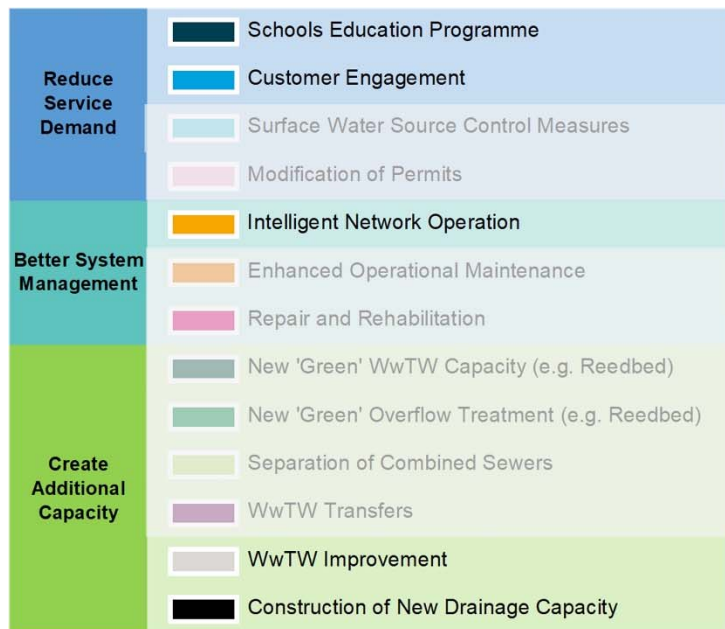 Reduce
Service
Demand
Schools Education Programme
Customer Engagement
Surface Water Source Control Measures
Modification of Permits
Better System
Management
Intelligent Network Operation
Enhanced Operational Maintenance
Repair and Rehabilitation
Create
Additional
Capacity
New 'Green' WwTW Capacity (e.g. Reedbed)
New 'Green' Overflow Treatment (e.g. Reedbed)
Separation of Combined Sewers
WwTW Transfers
WwTW Improvement
Construction of New Drainage Capacity